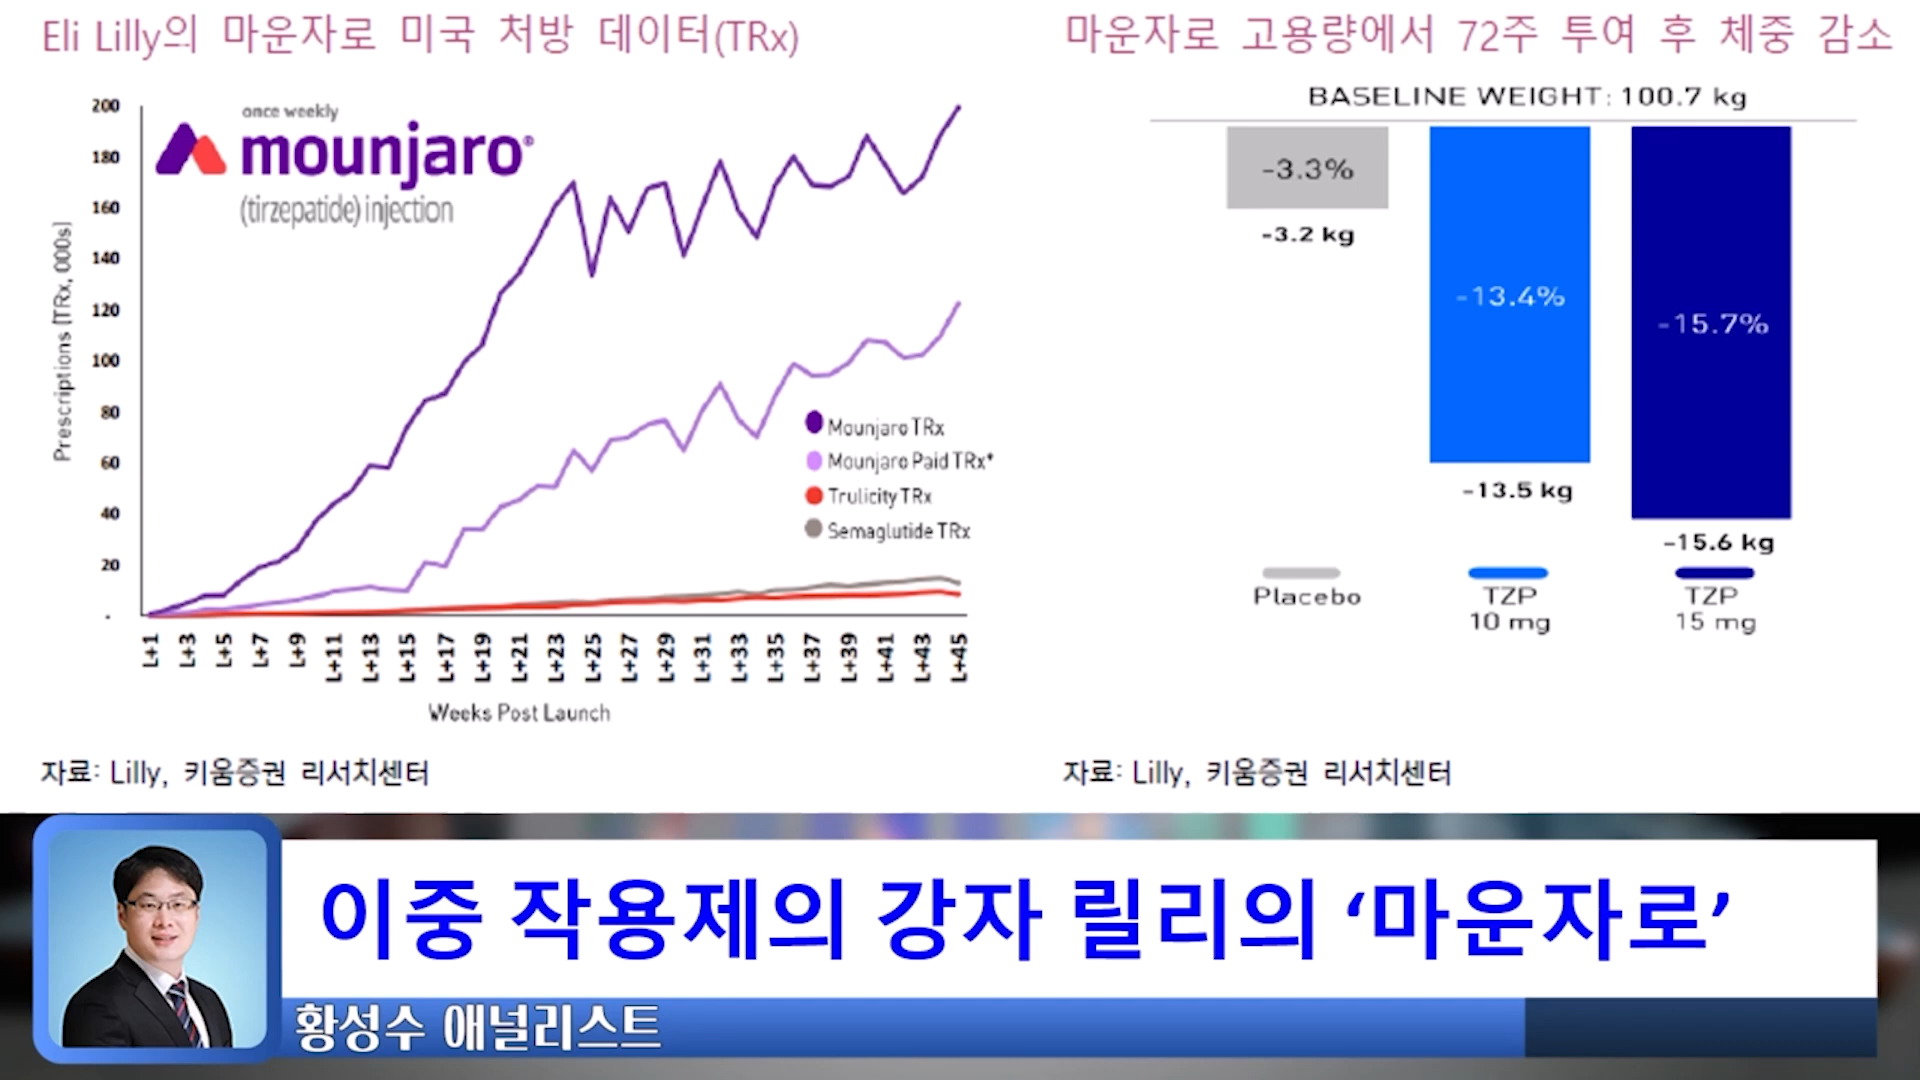 Eli Lilly의 마운자로 미국 처방 데이터(TRx)
200
180
160
140
120
100
80
60
40
20
-
Prescriptions (TRx, 000s)
once weekly
mounjaro®
(tirzepatide) injection
Mounjaro TRx
Mounjaro Paid TRx*
Trulicity TRx
Semaglutide TRx
L+1 L+3 L+5 L+7 L+9 L+11 L+13 L+15 L+17 L+19 L+21 L+23 L+25 L+27 L+29 L+31 L+33 L+35 L+37 L+39 L+41 L+43 L+45
Weeks Post Launch
자료: Lilly, 키움증권 리서치센터
마운자로 고용량에서 72주 투여 후 체중 감소
BASELINE WEIGHT: 100.7 kg
-3.3%
-3.2 kg
-13.4%
-13.5 kg
-15.7%
-15.6 kg
Placebo
TZP
10 mg
TZP
15 mg
자료: Lilly, 키움증권 리서치센터
이중 작용제의 강자 릴리의 ‘마운자로’
황성수 애널리스트